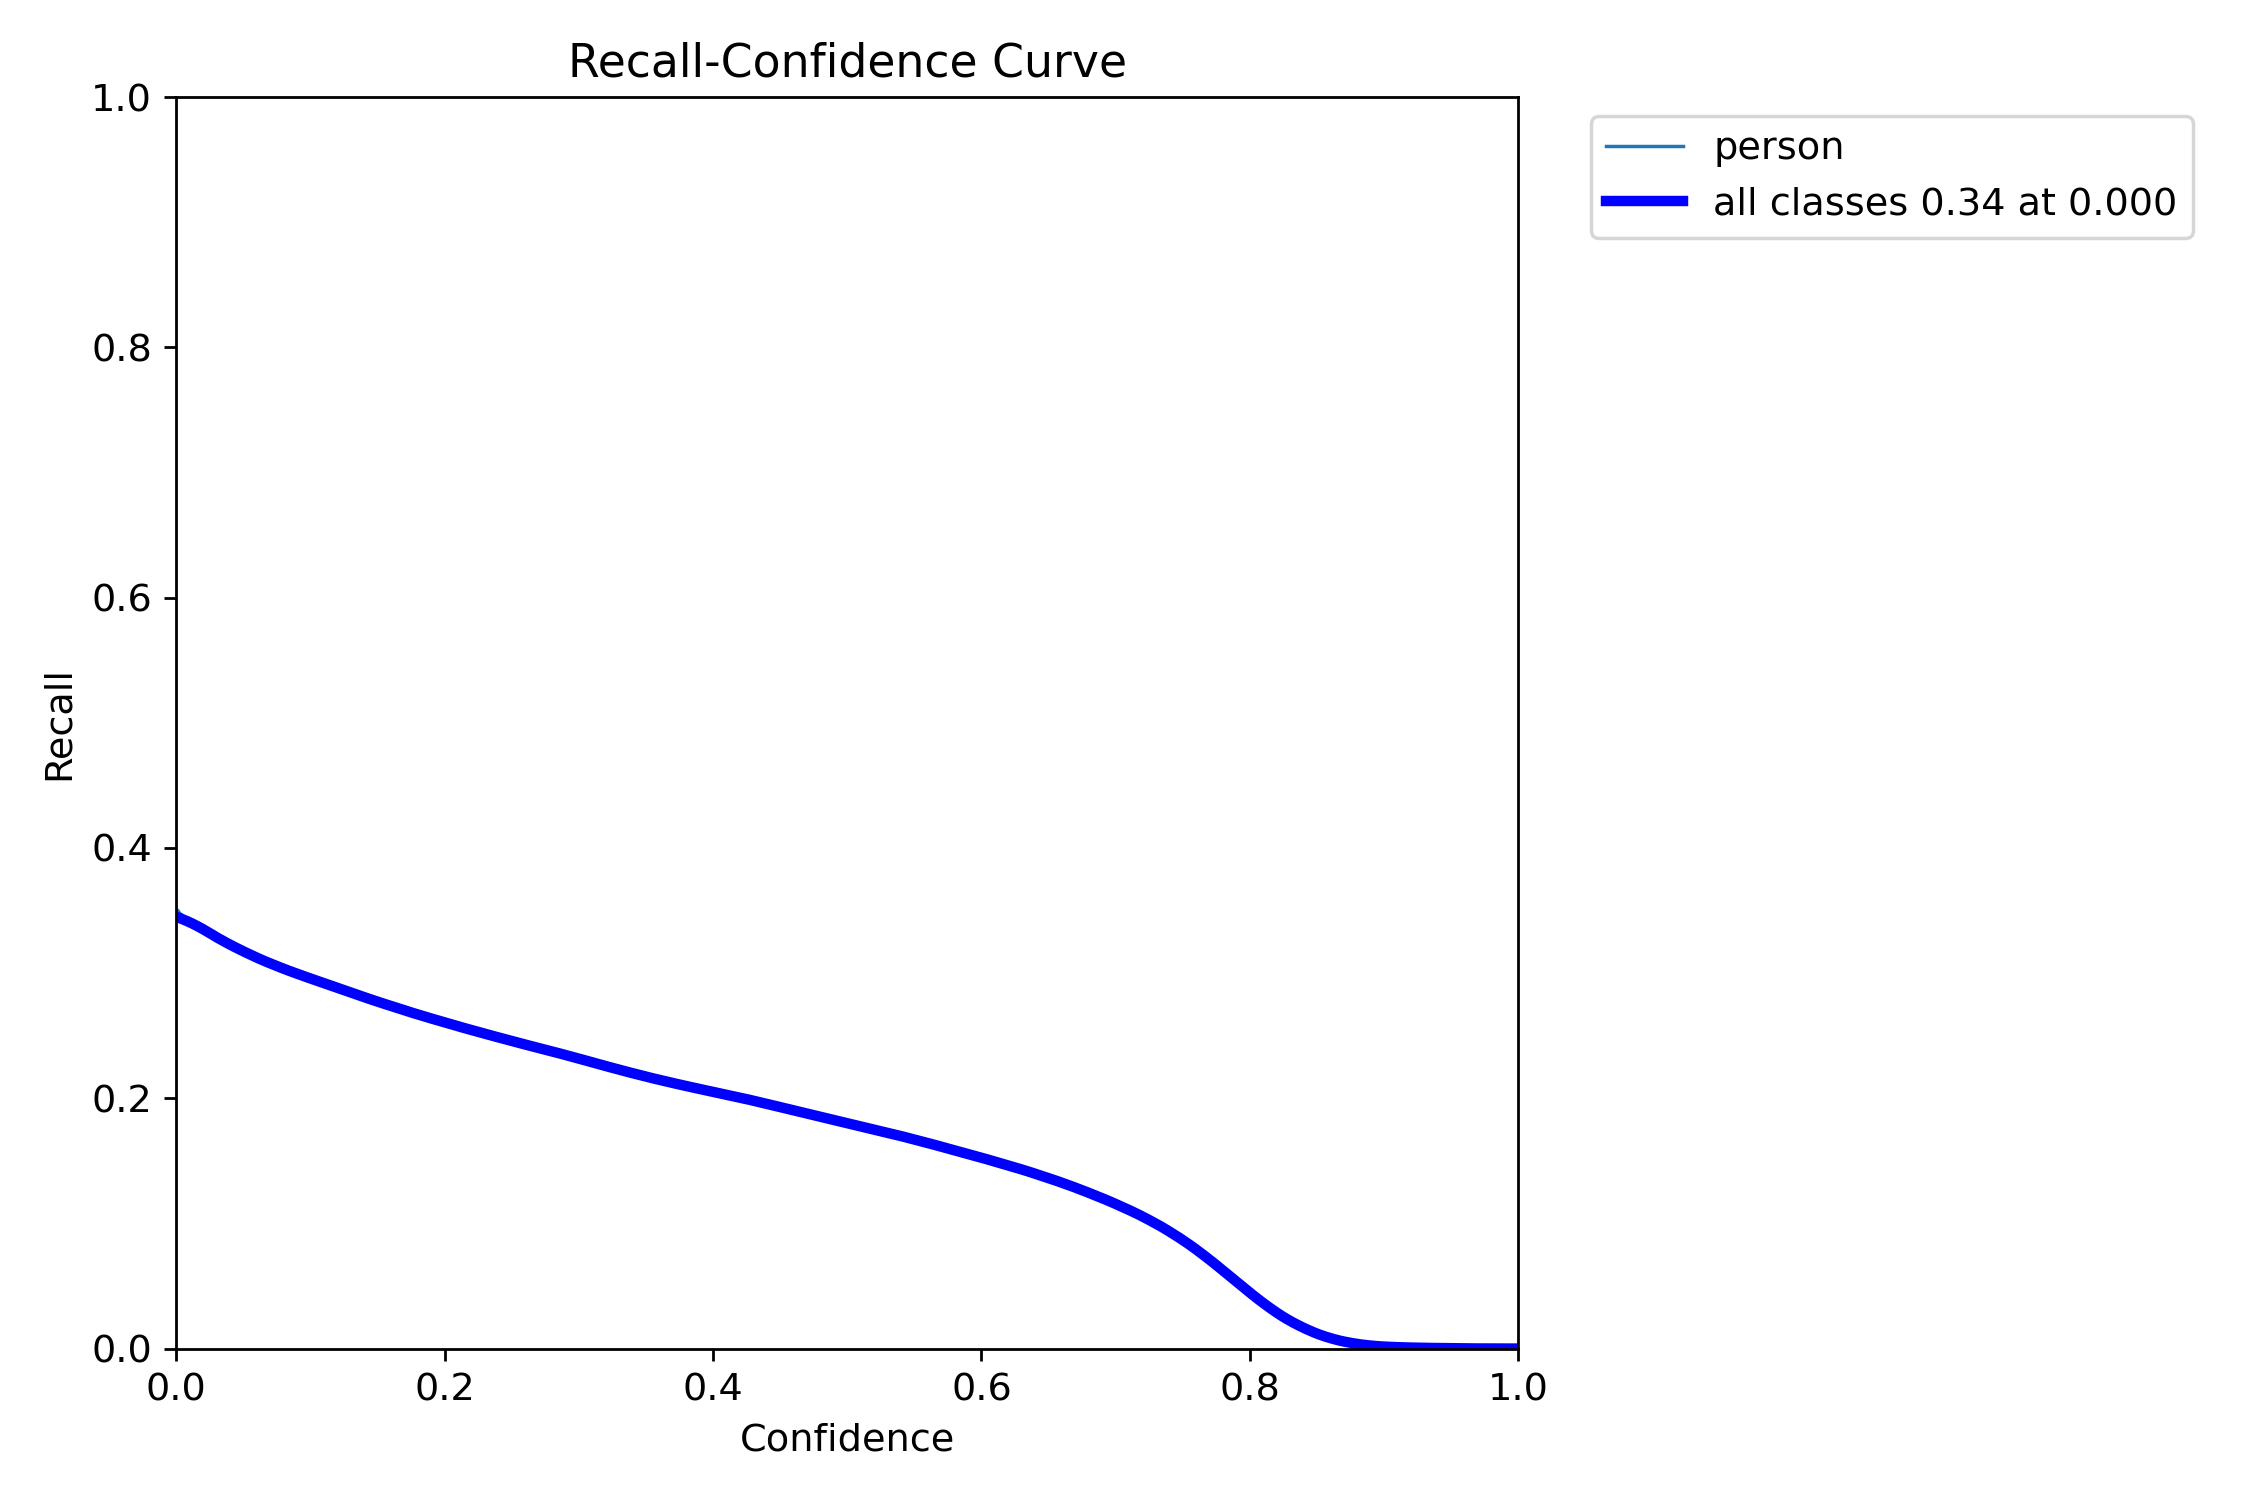 Recall-Confidence Curve
1.0
0.8
0.6
0.4
0.2
0.0
Recall
0.0 0.2 0.4 0.6 0.8 1.0
Confidence
person
all classes 0.34 at 0.000